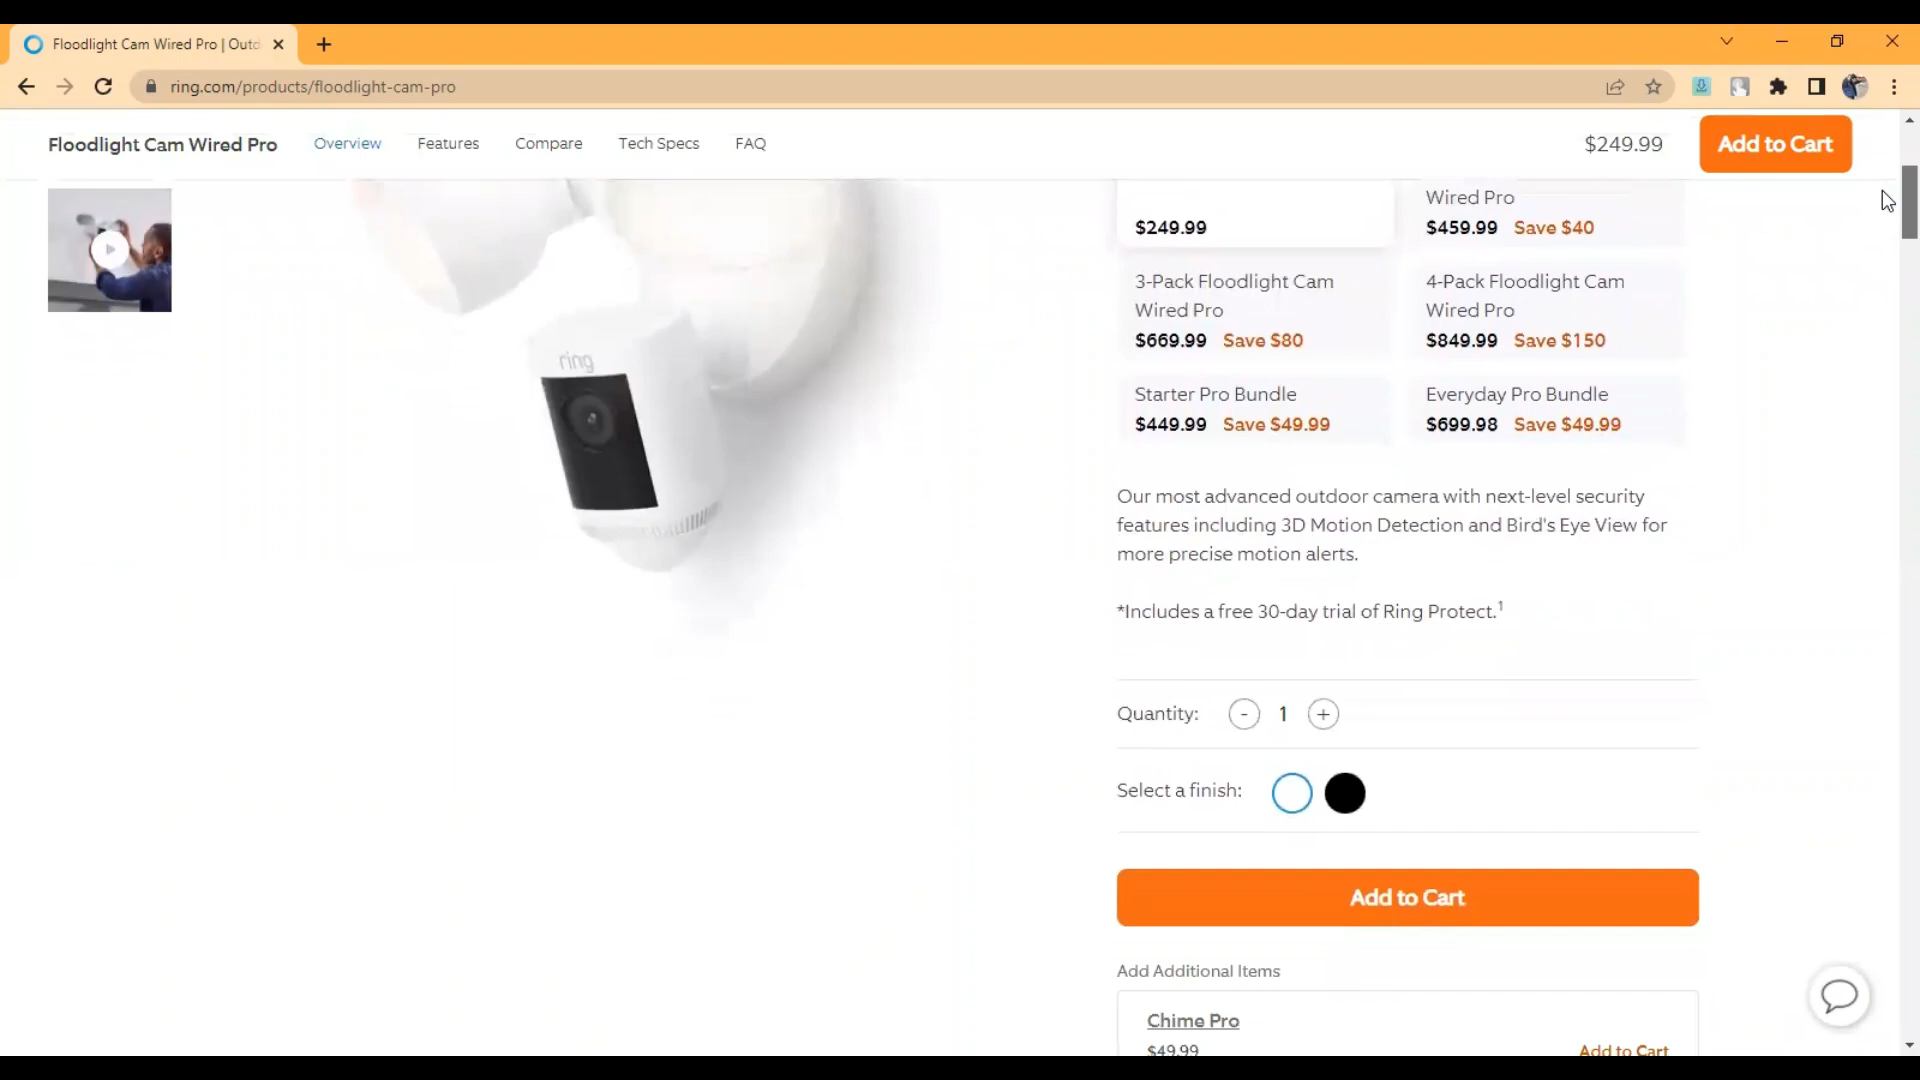 Floodlight Cam Wired Pro | Outd
ring.com/products/floodlight-cam-pro
Floodlight Cam Wired Pro Overview Features Compare Tech Specs FAQ $249.99 Add to Cart
ring
$249.99
Wired Pro
$459.99 Save $40
3-Pack Floodlight Cam
Wired Pro
$669.99 Save $80
4-Pack Floodlight Cam
Wired Pro
$849.99 Save $150
Starter Pro Bundle
$449.99 Save $49.99
Everyday Pro Bundle
$699.98 Save $49.99
Our most advanced outdoor camera with next-level security
features including 3D Motion Detection and Bird's Eye View for
more precise motion alerts.
*Includes a free 30-day trial of Ring Protect.1
Quantity: - 1 +
Select a finish:
Add to Cart
Add Additional Items
Chime Pro
$49.99 Add to Cart